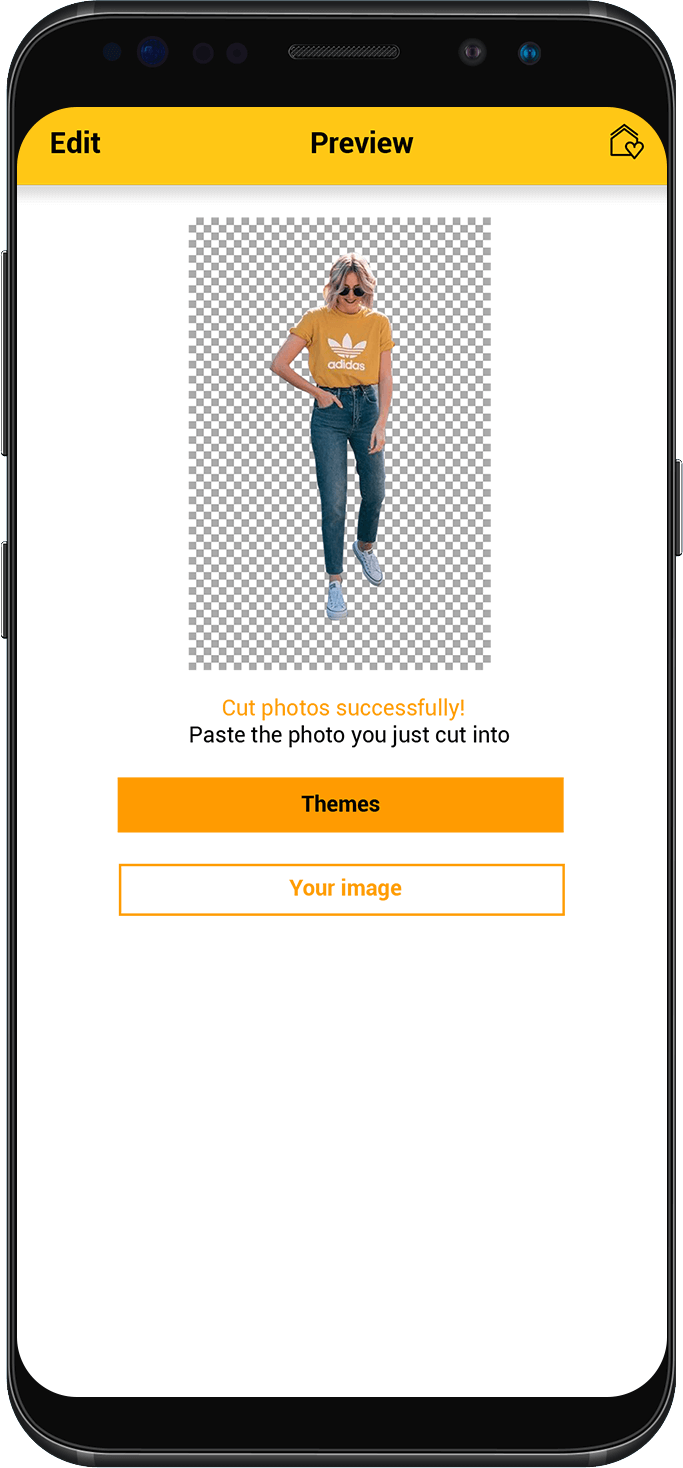 Edit
Preview
adidas
Cut photos successfully!
Paste the photo you just cut into
Themes
Your image